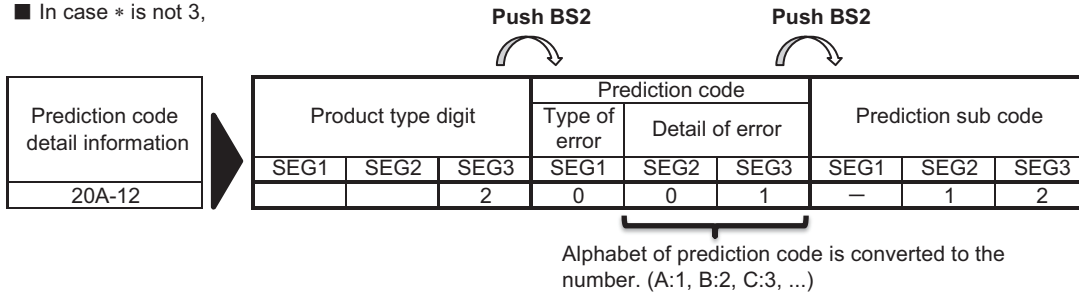 ■ In case * is not 3,
Push BS2
Push BS2
Prediction code detail information
20A-12
Product type digit
Prediction code
Type of error
Detail of error
Prediction sub code
SEG1 SEG2 SEG3 SEG1 SEG2 SEG3 SEG1 SEG2 SEG3
2 0 0 1 － 1 2
Alphabet of prediction code is converted to the
number. (A:1, B:2, C:3, ...)